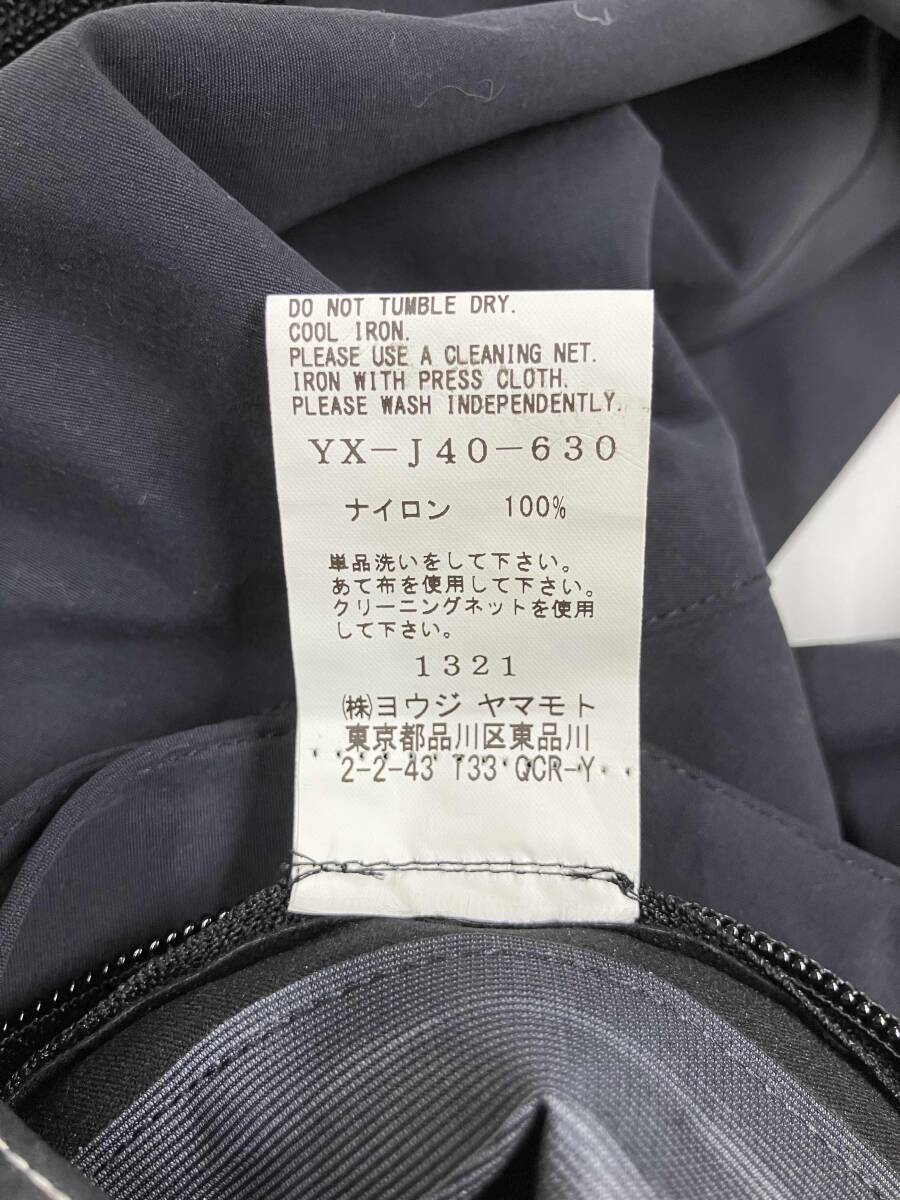 DO NOT TUMBLE DRY.
COOL IRON.
PLEASE USE A CLEANING NET.
IRON WITH PRESS CLOTH.
PLEASE WASH INDEPENDENTLY.
YX-J40-630
ナイロン 100%
単品洗いをして下さい。
あて布を使用して下さい。
クリーニングネットを使用
して下さい。
1321
㈱ヨウジ ヤマモト
東京都品川区東品川
2-2-43 T33 QCR-Y